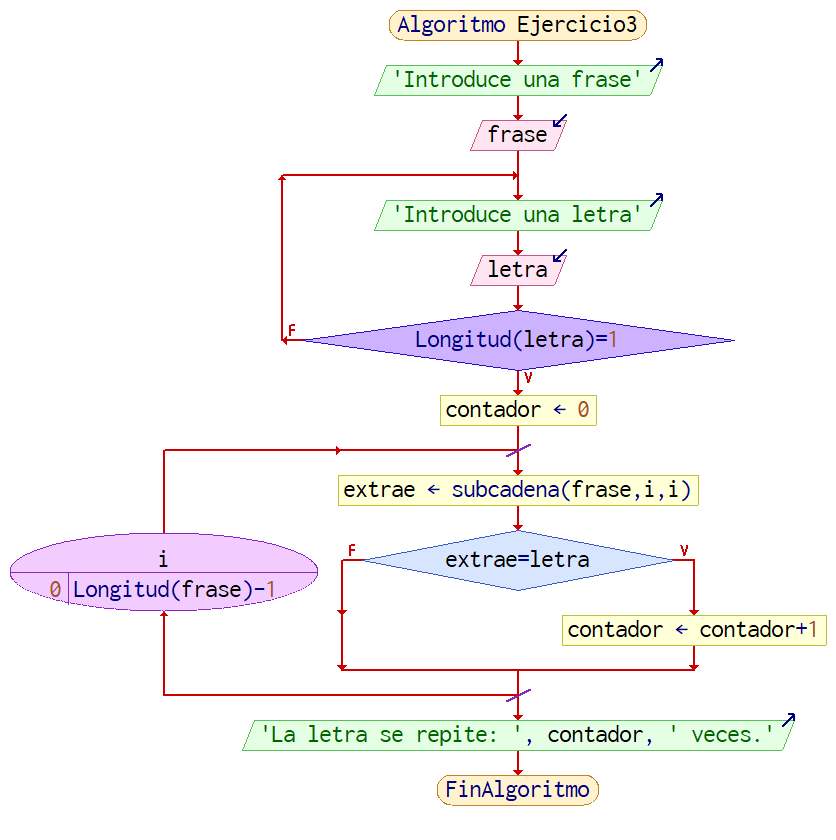 Algoritmo Ejercicio3
'Introduce una frase'
frase
'Introduce una letra'
letra
F
Longitud(letra)=1
V
contador ← 0
extrae ← subcadena(frase,i,i)
F
extrae=letra
V
i
0 Longitud(frase)-1
contador ← contador+1
'La letra se repite: ', contador, ' veces.'
FinAlgoritmo